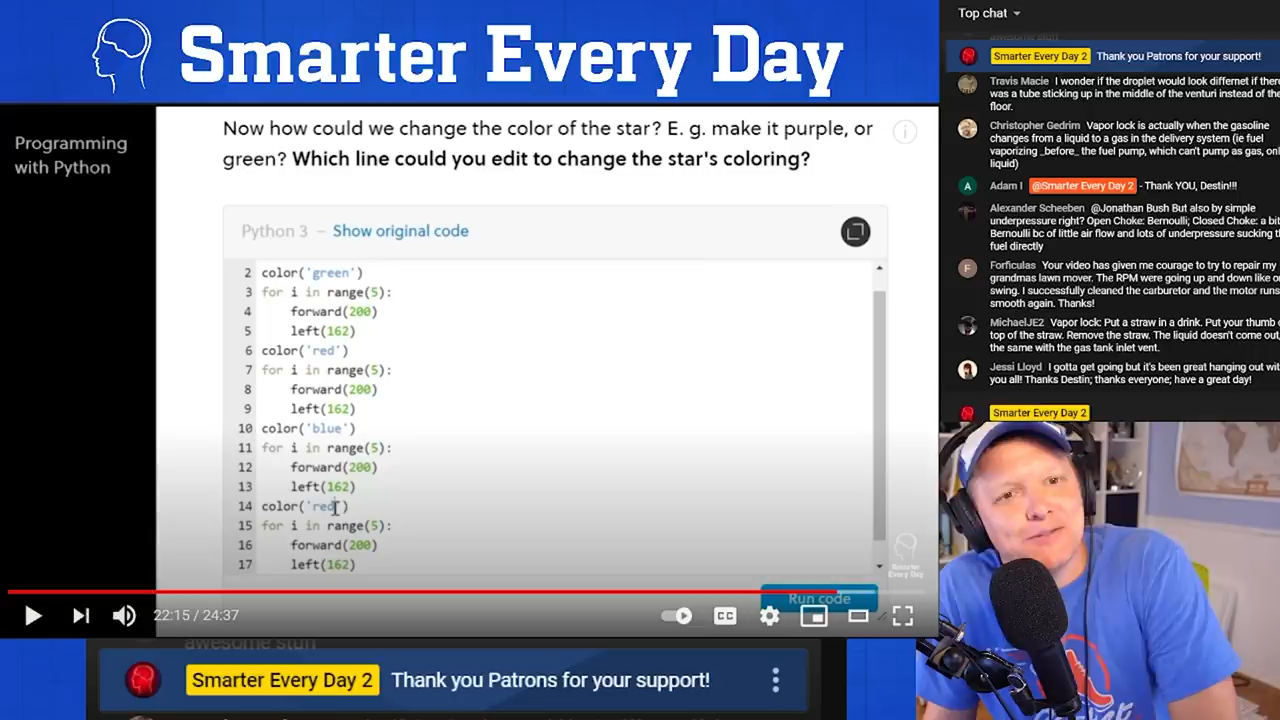 Smarter Every Day
Programming
with Python
Now how could we change the color of the star? E. g. make it purple, or
green? Which line could you edit to change the star's coloring?
Python 3 – Show original code
2 color('green')
3 for i in range(5):
4 forward(200)
5 left(162)
6 color('red')
7 for i in range(5):
8 forward(200)
9 left(162)
10 color('blue')
11 for i in range(5):
12 forward(200)
13 left(162)
14 color('red')
15 for i in range(5):
16 forward(200)
17 left(162)
Smarter
Every Day
Run code
22:15 / 24:37
CC
awesome stuff
Smarter Every Day 2 Thank you Patrons for your support!
Top chat
awesome stuff
Smarter Every Day 2 Thank you Patrons for your support!
Travis Macie I wonder if the droplet would look differnet if there
was a tube sticking up in the middle of the venturi instead of the
floor.
Christopher Gedrim Vapor lock is actually when the gasoline
changes from a liquid to a gas in the delivery system (ie fuel
vaporizing _before_ the fuel pump, which can't pump as gas, onl
liquid)
A Adam I @Smarter Every Day 2 - Thank YOU, Destin!!!
Alexander Scheeben @Jonathan Bush But also by simple
underpressure right? Open Choke: Bernoulli; Closed Choke: a bit
Bernoulli bc of little air flow and lots of underpressure sucking th
fuel directly
F Forficulas Your video has given me courage to try to repair my
grandmas lawn mower. The RPM were going up and down like on
swing. I successfully cleaned the carburetor and the motor runs
smooth again. Thanks!
MichaelJE2 Vapor lock: Put a straw in a drink. Put your thumb o
top of the straw. Remove the straw. The liquid doesn't come out,
the same with the gas tank inlet vent.
Jessi Lloyd I gotta get going but it's been great hanging out wit
you all! Thanks Destin; thanks everyone; have a great day!
Smarter Every Day 2